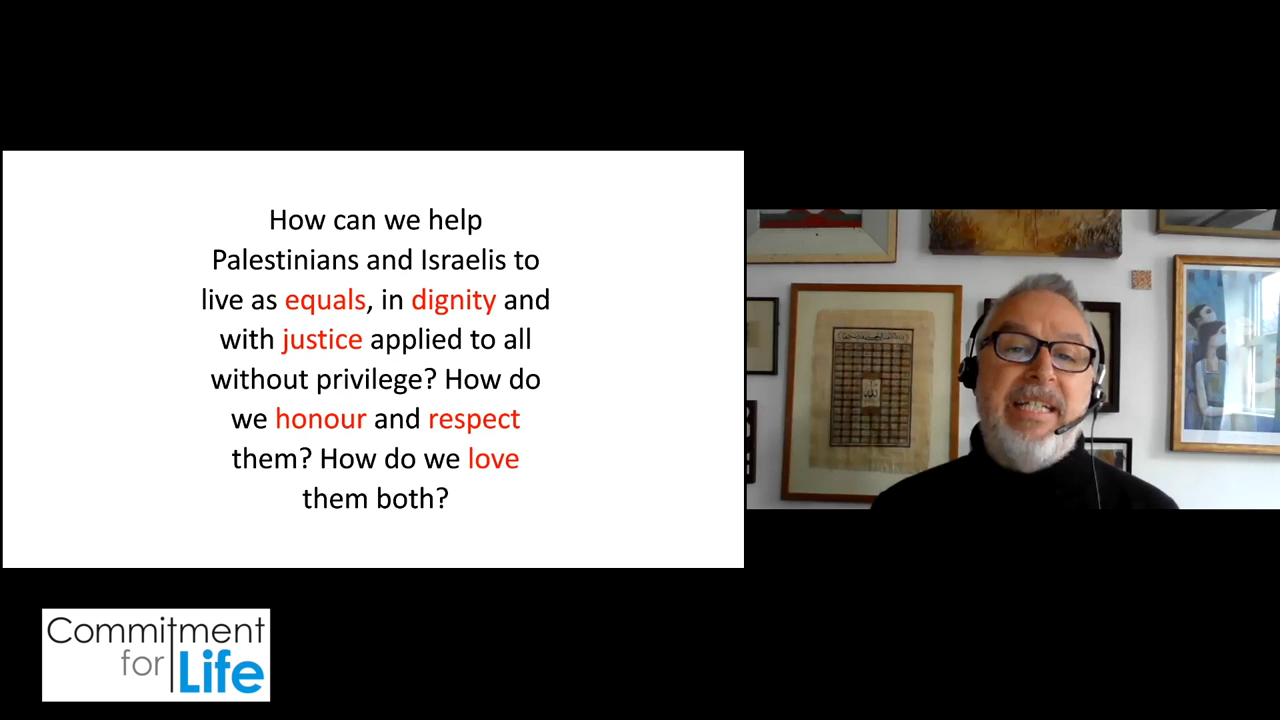 How can we help
Palestinians and Israelis to
live as equals, in dignity and
with justice applied to all
without privilege? How do
we honour and respect
them? How do we love
them both?
Commitment
for Life